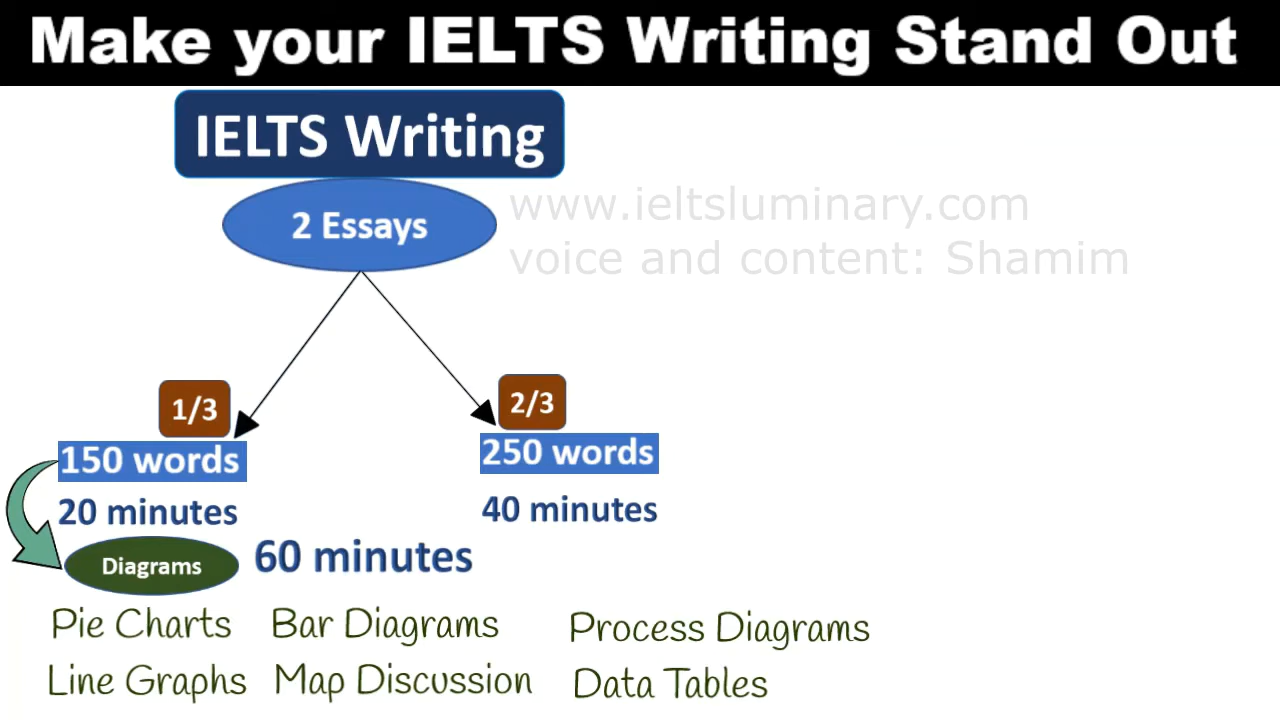 Make your IELTS Writing Stand Out
IELTS Writing
2 Essays
www.ieltsluminary.com
voice and content: Shamim
1/3
2/3
150 words
250 words
20 minutes
40 minutes
Diagrams
60 minutes
Pie Charts
Bar Diagrams
Process Diagrams
Line Graphs
Map Discussion
Data Tables